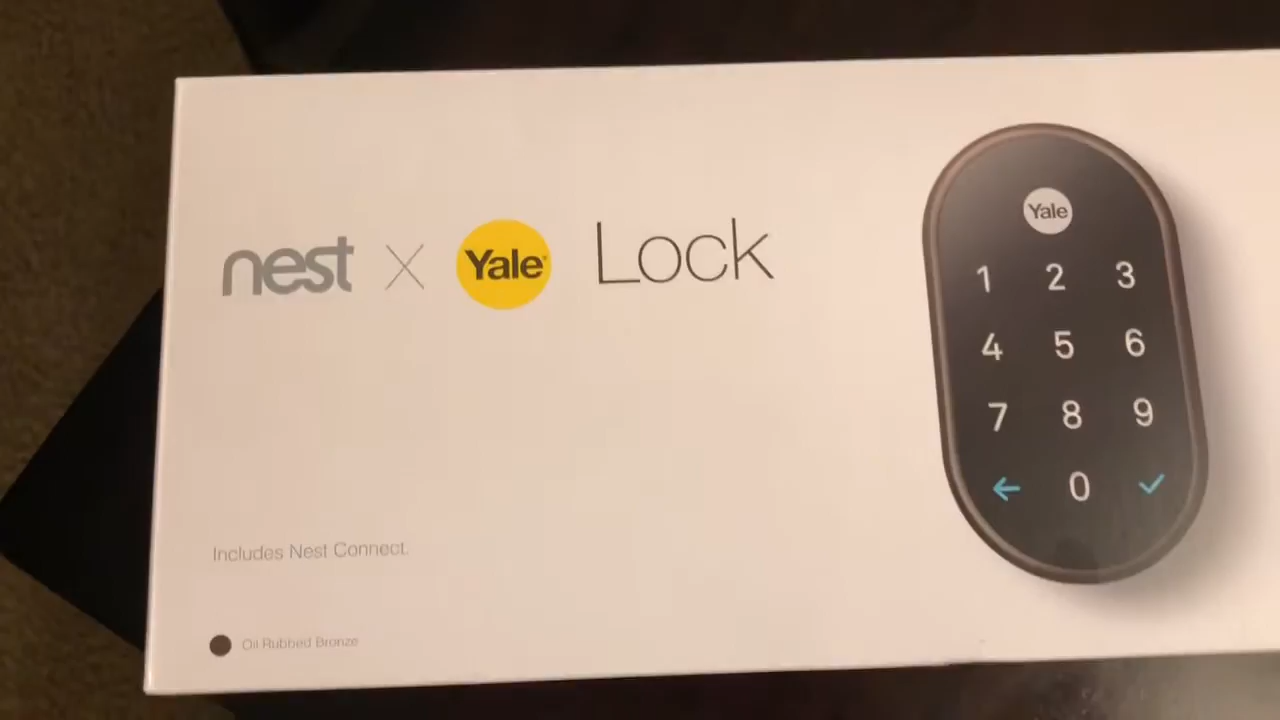 nest X Yale Lock
Yale
1 2 3
4 5 6
7 8 9
← 0 ✓
Includes Nest Connect.
Oil Rubbed Bronze